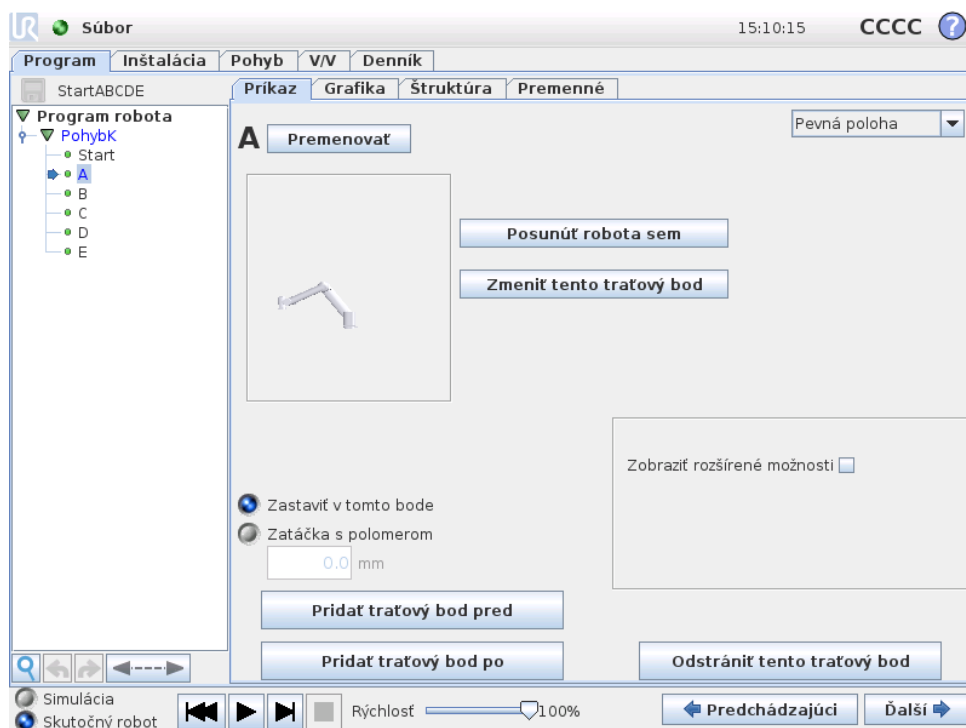 UR Súbor 15:10:15 CCCC ?
Program Inštalácia Pohyb V/V Denník
StartABCDE Príkaz Grafika Štruktúra Premenné
Program robota
PohybK
Start
A
B
C
D
E
Pevná poloha
A Premenovať
Posunúť robota sem
Zmeniť tento traťový bod
Zobraziť rozšírené možnosti
Zastaviť v tomto bode
Zatáčka s polomerom
0.0 mm
Pridať traťový bod pred
Pridať traťový bod po Odstrániť tento traťový bod
Simulácia
Skutočný robot Rýchlosť 100% Predchádzajúci Ďalší